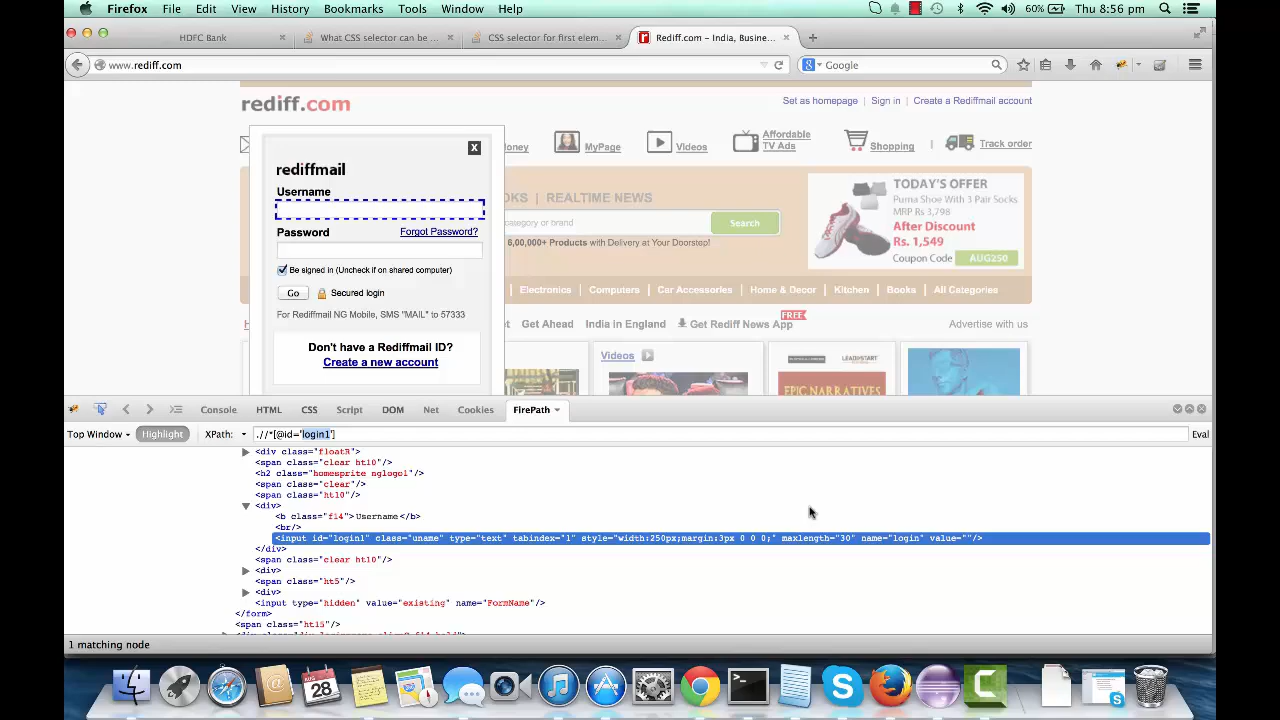 Firefox File Edit View History Bookmarks Tools Window Help 60% Thu 8:56 pm
HDFC Bank × What CSS selector can be ... × CSS selector for first elem... × Rediff.com – India, Busine... ×
www.rediff.com Google
rediff.com Set as homepage | Sign in | Create a Rediffmail account
oney MyPage Videos Affordable TV Ads Shopping | Track order
X
rediffmail
Username
Password Forgot Password?
Be signed in (Uncheck if on shared computer)
Go Secured login
For Rediffmail NG Mobile, SMS "MAIL" to 57333
Don't have a Rediffmail ID?
Create a new account
OKS | REALTIME NEWS
category or brand Search
6,00,000+ Products with Delivery at Your Doorstep!
TODAY'S OFFER
Puma Shoe With 3 Pair Socks
MRP Rs 3,798
After Discount
Rs. 1,549
Coupon Code AUG250
Electronics Computers Car Accessories Home & Decor Kitchen Books All Categories
FREE
et Get Ahead India in England Get Rediff News App Advertise with us
Videos
LEADSTART
EPIC NARRATIVES
Console HTML CSS Script DOM Net Cookies FirePath
Top Window Highlight XPath: .//*[@id='login1'] Eval
<div class="floatR">
<span class="clear ht10"/>
<h2 class="homesprite nglogo1"/>
<span class="clear"/>
<span class="ht10"/>
<div>
<b class="f14">Username</b>
<br/>
<input id="login1" class="uname" type="text" tabindex="1" style="width:250px;margin:3px 0 0 0;" maxlength="30" name="login" value=""/>
</div>
<span class="clear ht10"/>
<div>
<span class="ht5"/>
<div>
<input type="hidden" value="existing" name="FormName"/>
</form>
<span class="ht15"/>
1 matching node
AUG
28